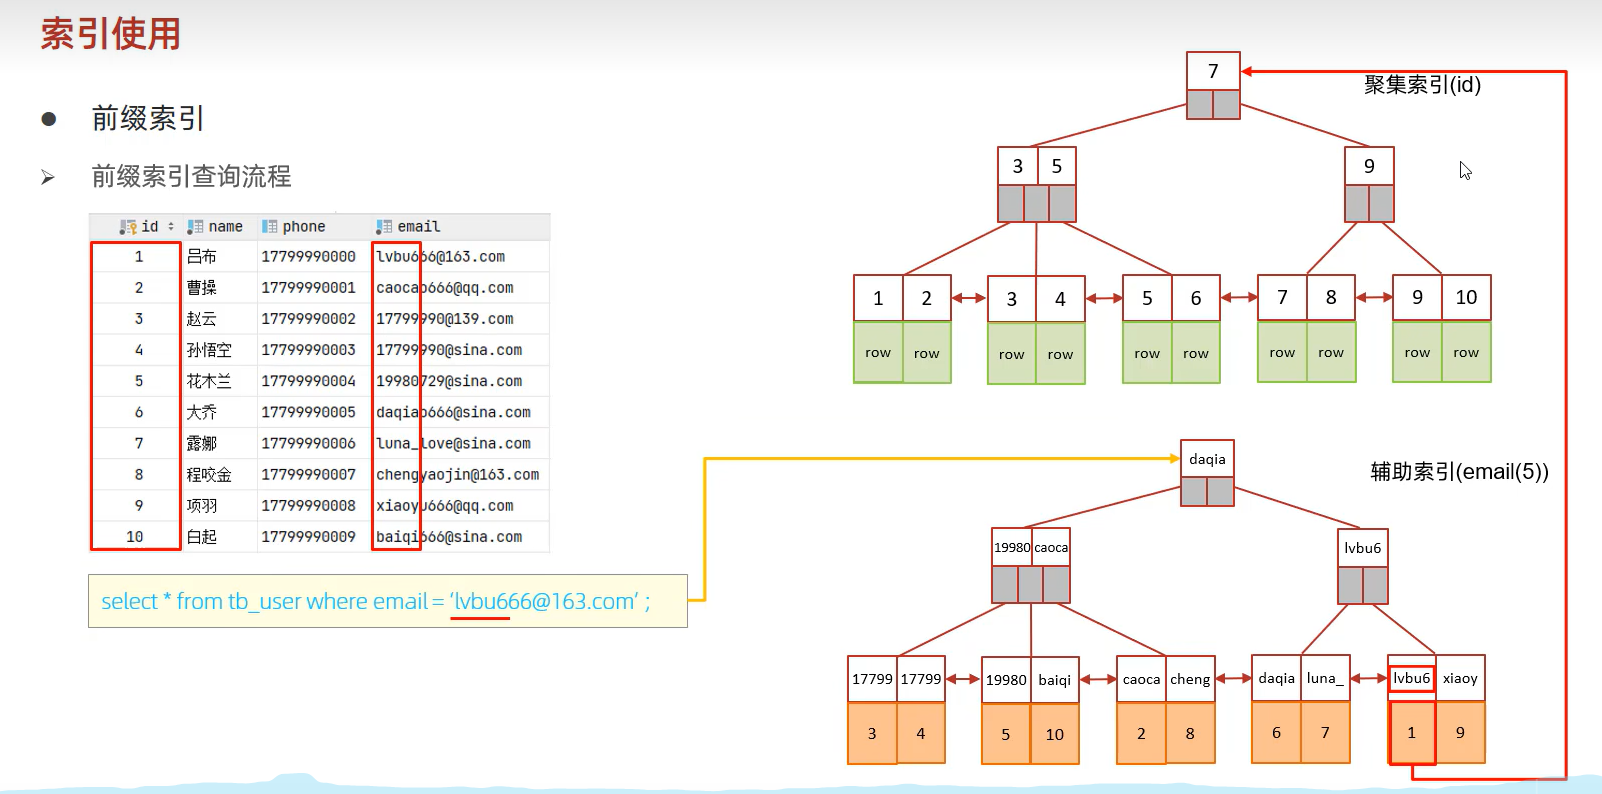 索引使用
前缀索引
前缀索引查询流程
id name phone email
1 吕布 17799990000 lvbu666@163.com
2 曹操 17799990001 caocao666@qq.com
3 赵云 17799990002 17799990@139.com
4 孙悟空 17799990003 17799990@sina.com
5 花木兰 17799990004 19980729@sina.com
6 大乔 17799990005 daqiao666@sina.com
7 露娜 17799990006 luna_love@sina.com
8 程咬金 17799990007 chengyaojin@163.com
9 项羽 17799990008 xiaoyu666@qq.com
10 白起 17799990009 baiqi666@sina.com
select * from tb_user where email = ‘lvbu666@163.com’ ;
7
聚集索引(id)
3 5 9
1 2 3 4 5 6 7 8 9 10
row row row row row row row row row row
daqia
辅助索引(email(5))
19980 caoca lvbu6
17799 17799 19980 baiqi caoca cheng daqia luna_ lvbu6 xiaoy
3 4 5 10 2 8 6 7 1 9